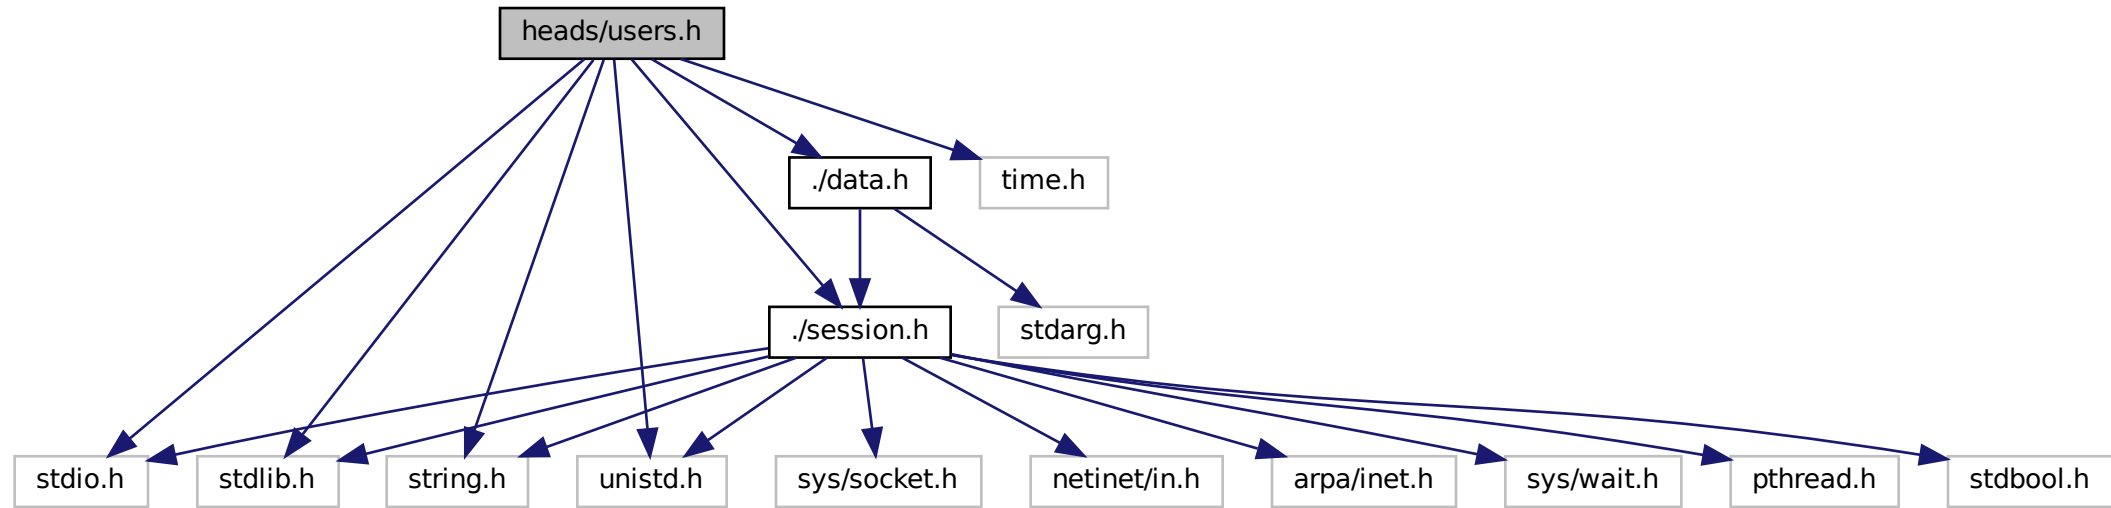 heads/users.h
./data.h
time.h
./session.h
stdarg.h
stdio.h
stdlib.h
string.h
unistd.h
sys/socket.h
netinet/in.h
arpa/inet.h
sys/wait.h
pthread.h
stdbool.h